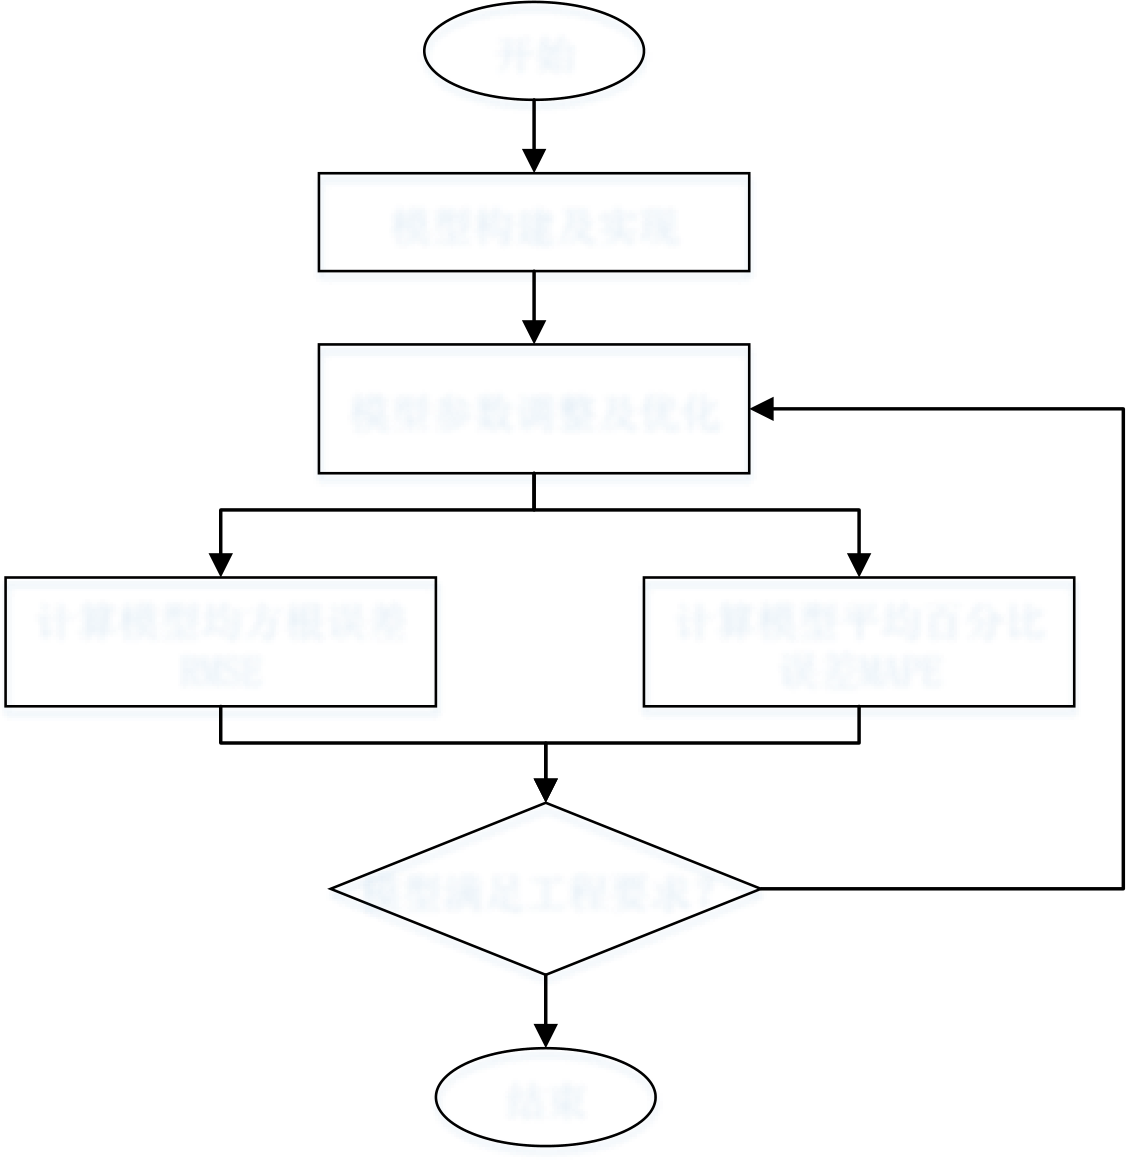 开始
模型构建及实现
模型参数调整及优化
计算模型均方根误差
RMSE
计算模型平均百分比
误差MAPE
模型满足工程要求?
结束